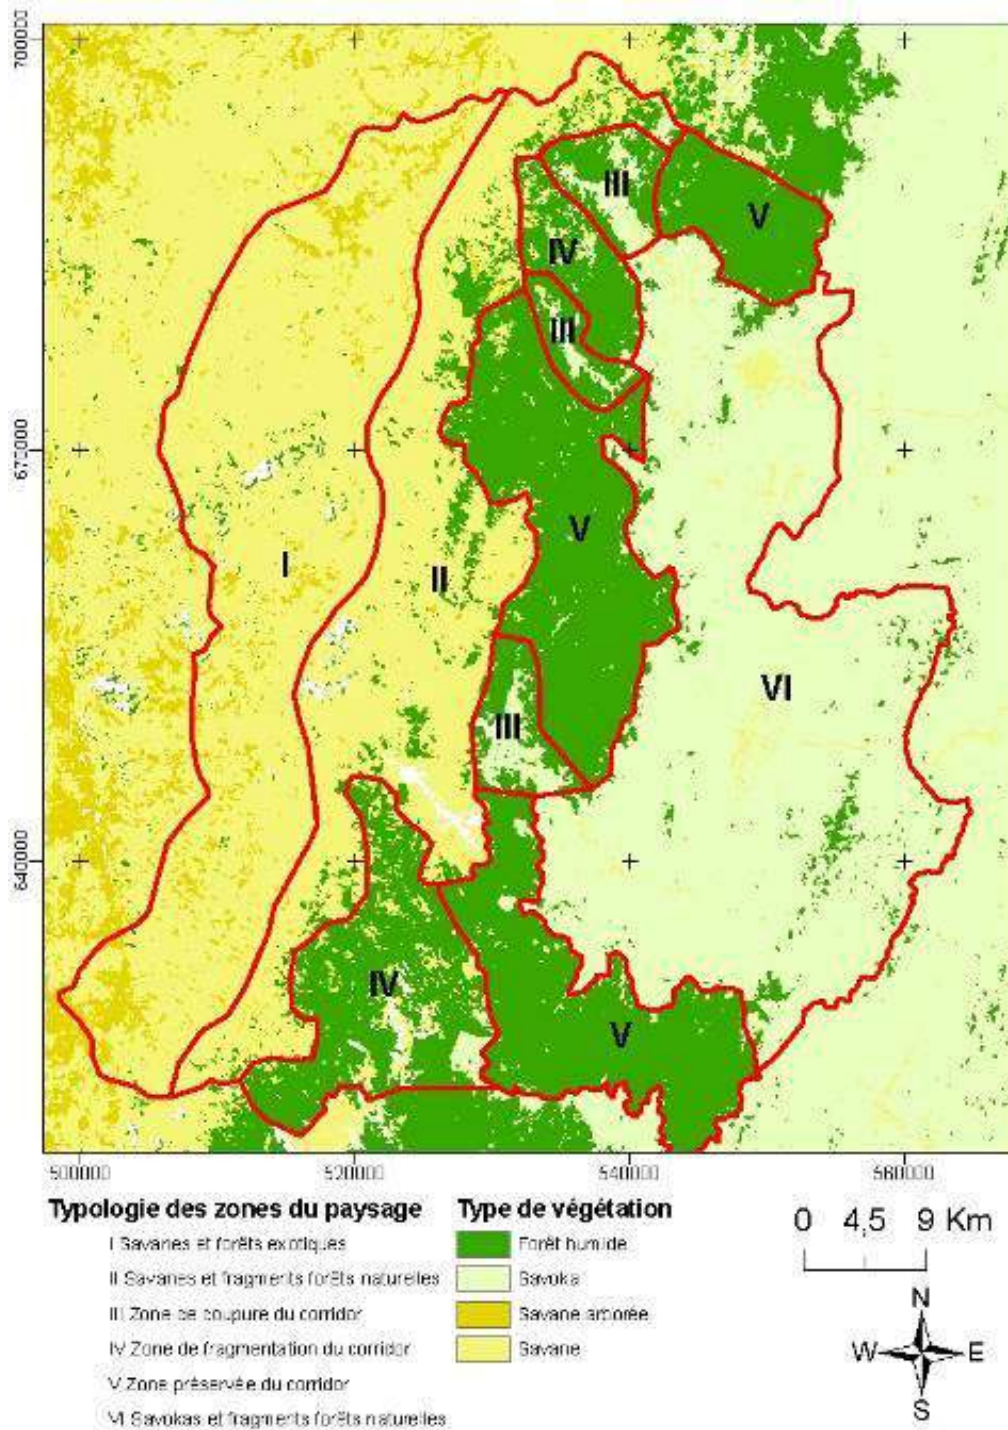 700000
670000
640000
III
V
IV
III
V
I
II
VI
III
IV
V
500000 520000 540000 560000
Typologie des zones du paysage
I Savanes et forêts exotiques
II Savanes et fragments forêts naturelles
III Zone de coupure du corridor
IV Zone de fragmentation du corridor
V Zone préservée du corridor
VI Savokas et fragments forêts naturelles
Type de végétation
Forêt humide
Savoka
Savane arborée
Savane
0 4,5 9 Km
N
W E
S